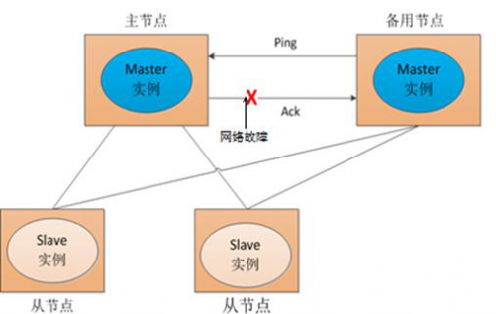 主节点
备用节点
Ping
Master
实例
Master
实例
Ack
网络故障
Slave
实例
Slave
实例
从节点
从节点